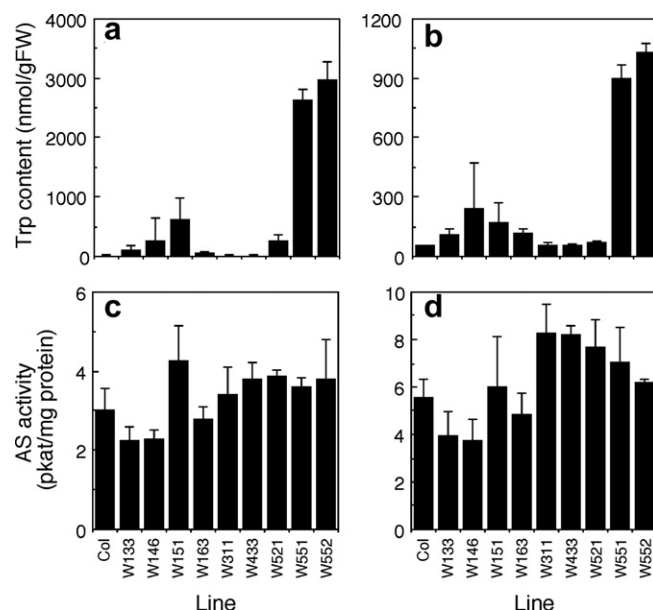 a
b
Trp content (nmol/gFW)
4000
3000
2000
1000
0
1200
900
600
300
0
c
d
AS activity
(pkat/mg protein)
6
4
2
0
10
8
6
4
2
0
Col
W133
W146
W151
W163
W311
W433
W521
W551
W552
Col
W133
W146
W151
W163
W311
W433
W521
W551
W552
Line
Line